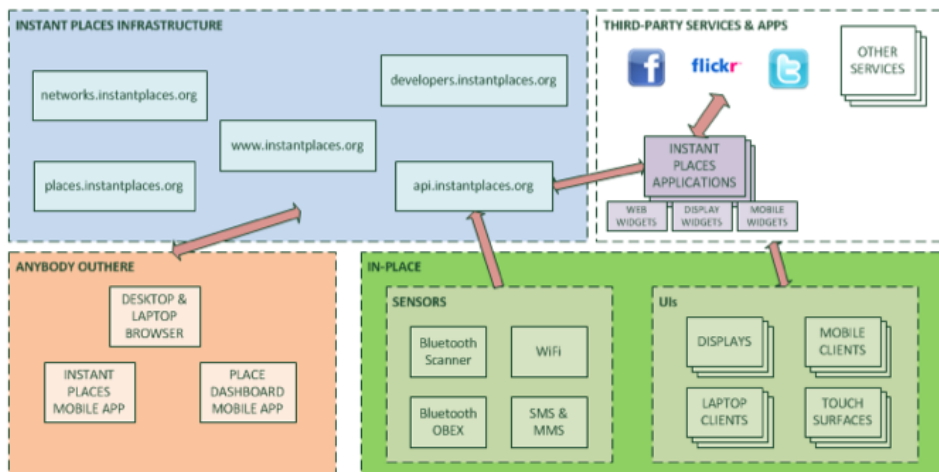 INSTANT PLACES INFRASTRUCTURE
networks.instantplaces.org
developers.instantplaces.org
www.instantplaces.org
places.instantplaces.org
api.instantplaces.org
THIRD-PARTY SERVICES & APPS
f
flickr
t
OTHER
SERVICES
INSTANT
PLACES
APPLICATIONS
WEB
WIDGETS
DISPLAY
WIDGETS
MOBILE
WIDGETS
ANYBODY OUTHERE
DESKTOP &
LAPTOP
BROWSER
INSTANT
PLACES
MOBILE APP
PLACE
DASHBOARD
MOBILE APP
IN-PLACE
SENSORS
Bluetooth
Scanner
WiFi
Bluetooth
OBEX
SMS &
MMS
UIs
DISPLAYS
MOBILE
CLIENTS
LAPTOP
CLIENTS
TOUCH
SURFACES